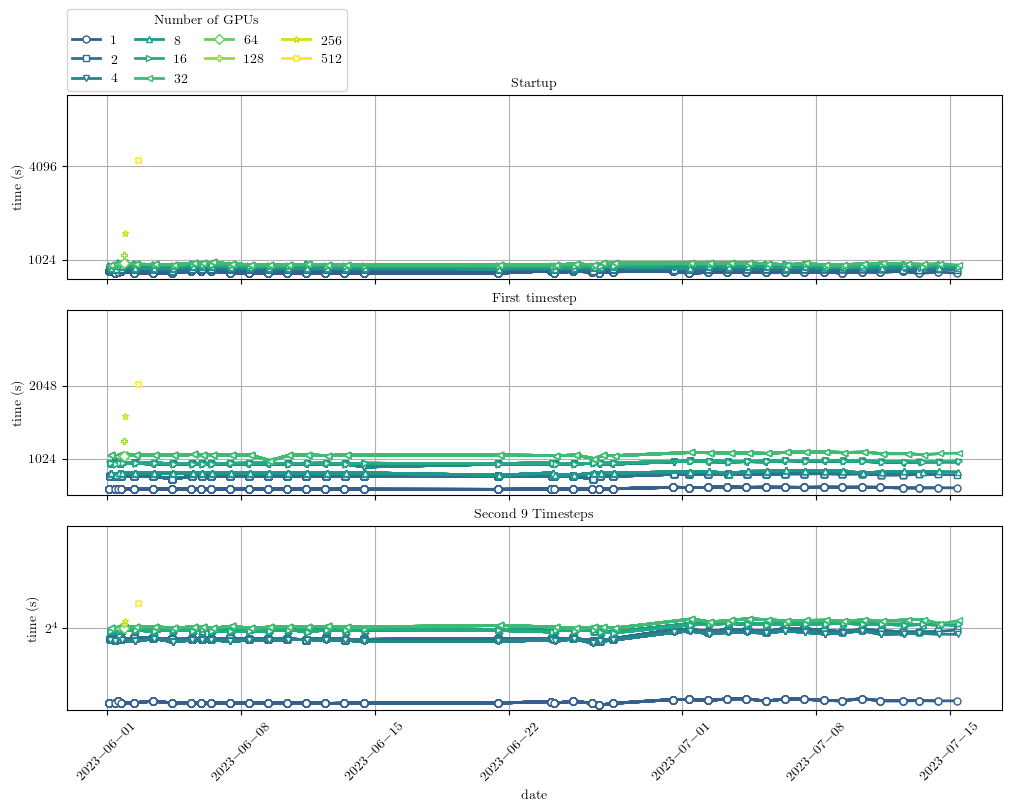 Number of GPUs
1 8 64 256
2 16 128 512
4 32
Startup
time (s)
4096
1024
First timestep
time (s)
2048
1024
Second 9 Timesteps
time (s)
2⁴
2023−06−01 2023−06−08 2023−06−15 2023−06−22 2023−07−01 2023−07−08 2023−07−15
date